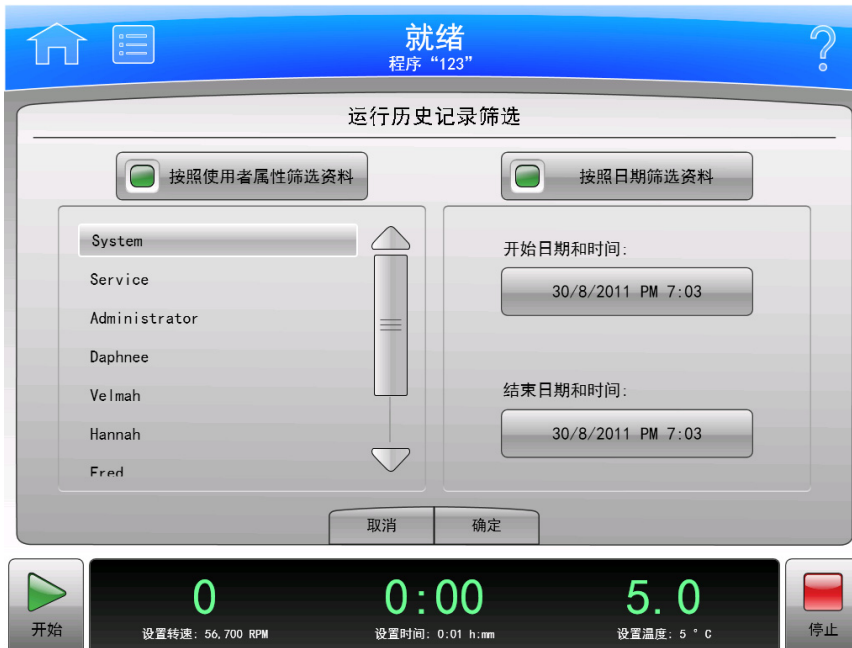 就绪
程序“123”
运行历史记录筛选
按照使用者属性筛选资料
按照日期筛选资料
System
Service
Administrator
Daphnee
Velmah
Hannah
Fred
开始日期和时间:
30/8/2011 PM 7:03
结束日期和时间:
30/8/2011 PM 7:03
取消 确定
开始
0 0:00 5.0
设置转速: 56,700 RPM 设置时间: 0:01 h:mm 设置温度: 5 ° C
停止